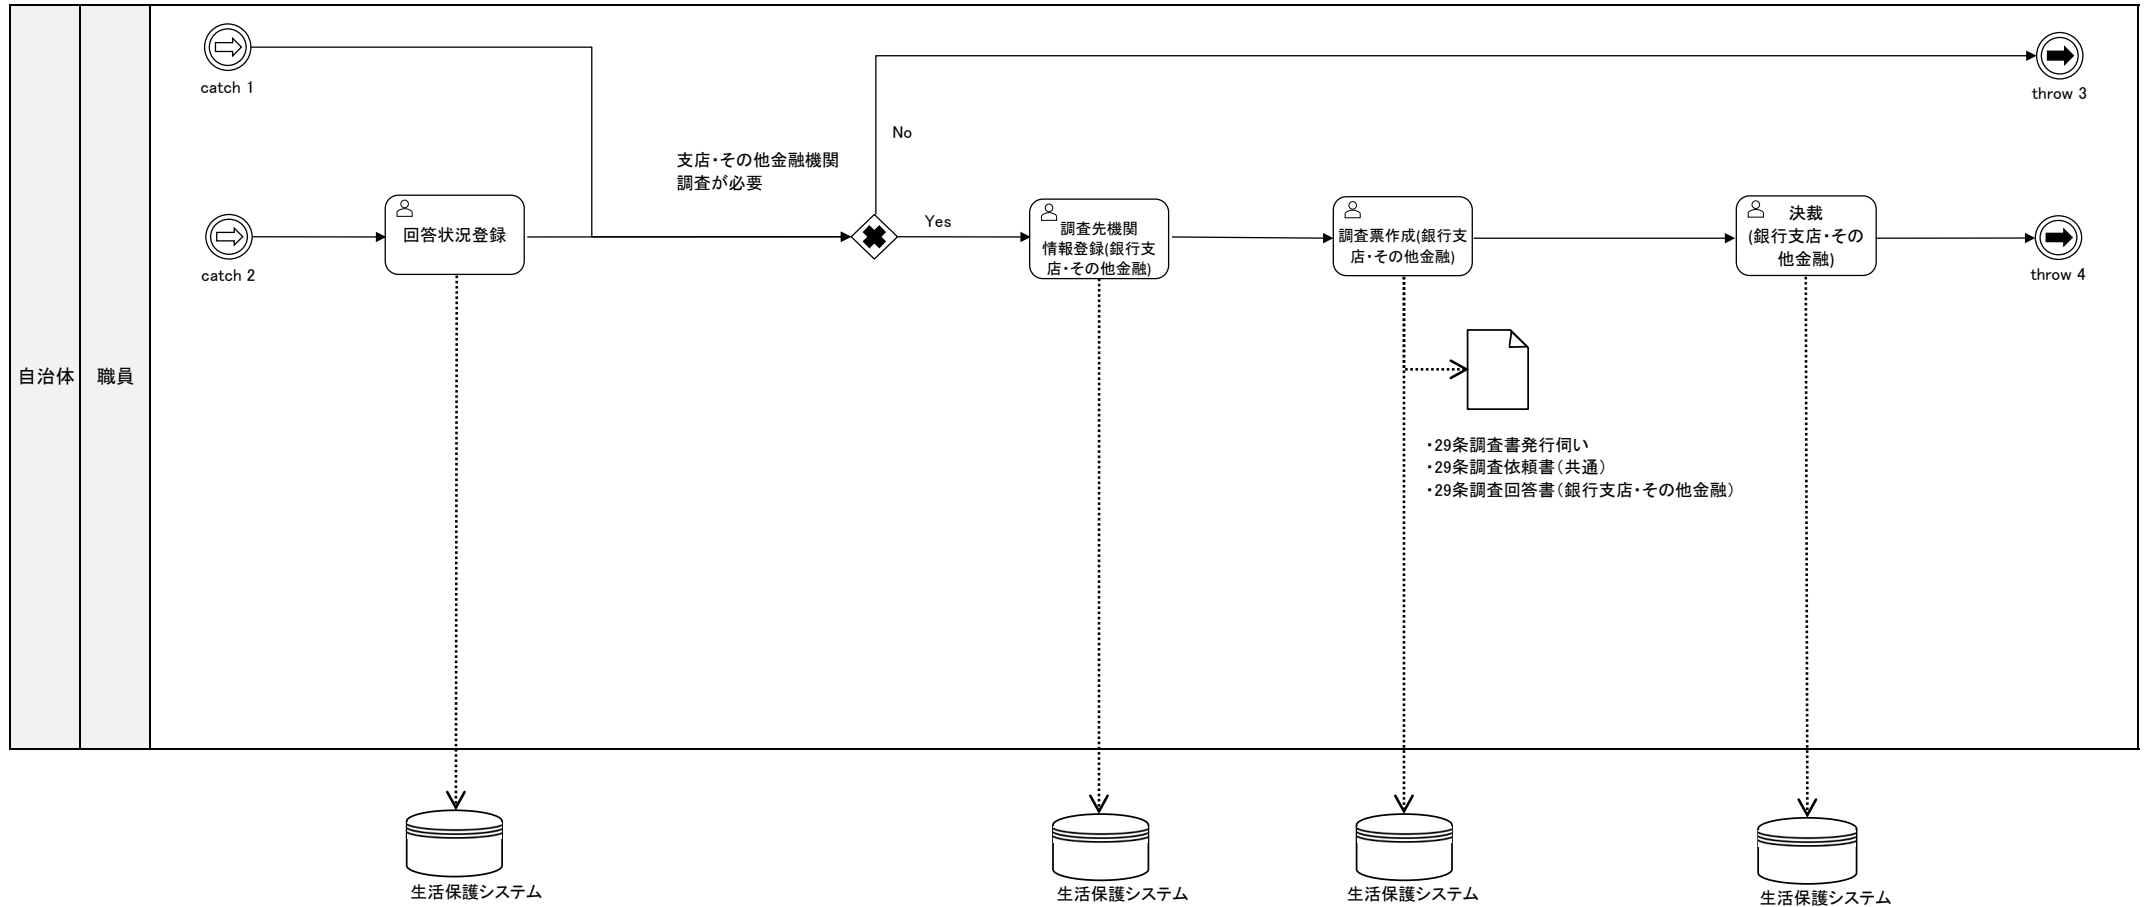 catch 1
throw 3
No
支店・その他金融機関
調査が必要
回答状況登録
Yes
調査先機関
情報登録(銀行支
店・その他金融)
調査票作成(銀行支
店・その他金融)
決裁
(銀行支店・その
他金融)
catch 2
throw 4
自治体
職員
・29条調査書発行伺い
・29条調査依頼書（共通）
・29条調査回答書（銀行支店・その他金融）
生活保護システム
生活保護システム
生活保護システム
生活保護システム